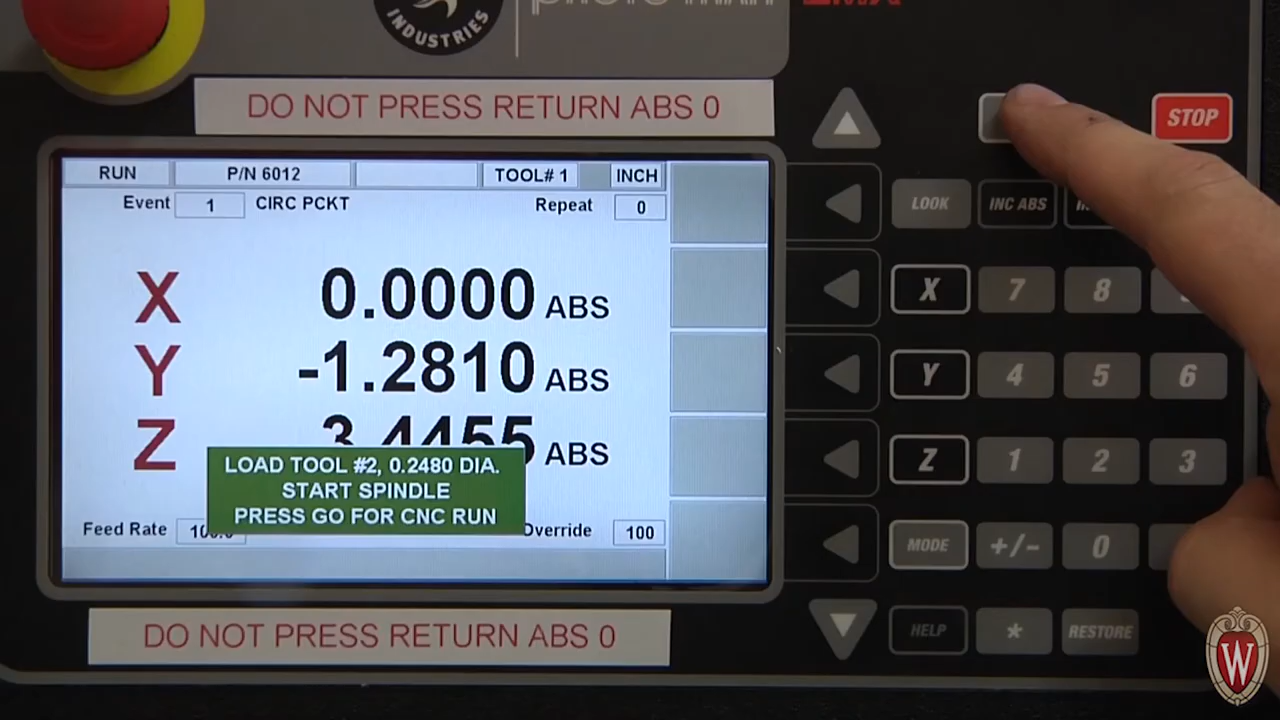 INDUSTRIES
DO NOT PRESS RETURN ABS 0
STOP
RUN P/N 6012 TOOL# 1 INCH
Event 1 CIRC PCKT Repeat 0
LOOK INC ABS
X 0.0000 ABS
X 7 8
Y -1.2810 ABS
Y 4 5 6
Z 3.4455 ABS
Z 1 2 3
LOAD TOOL #2, 0.2480 DIA.
START SPINDLE
PRESS GO FOR CNC RUN
Feed Rate Override 100
MODE +/- 0
HELP * RESTORE
DO NOT PRESS RETURN ABS 0
W